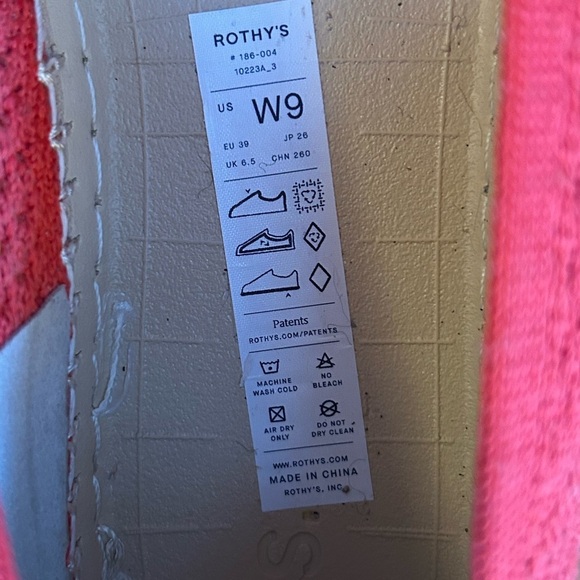 ROTHY'S
# 186-004
10223A_3
US W9
EU 39 JP 26
UK 6.5 CHN 260
Patents
ROTHYS.COM/PATENTS
MACHINE WASH COLD
NO BLEACH
AIR DRY ONLY
DO NOT DRY CLEAN
WWW.ROTHYS.COM
MADE IN CHINA
ROTHY'S, INC.
S